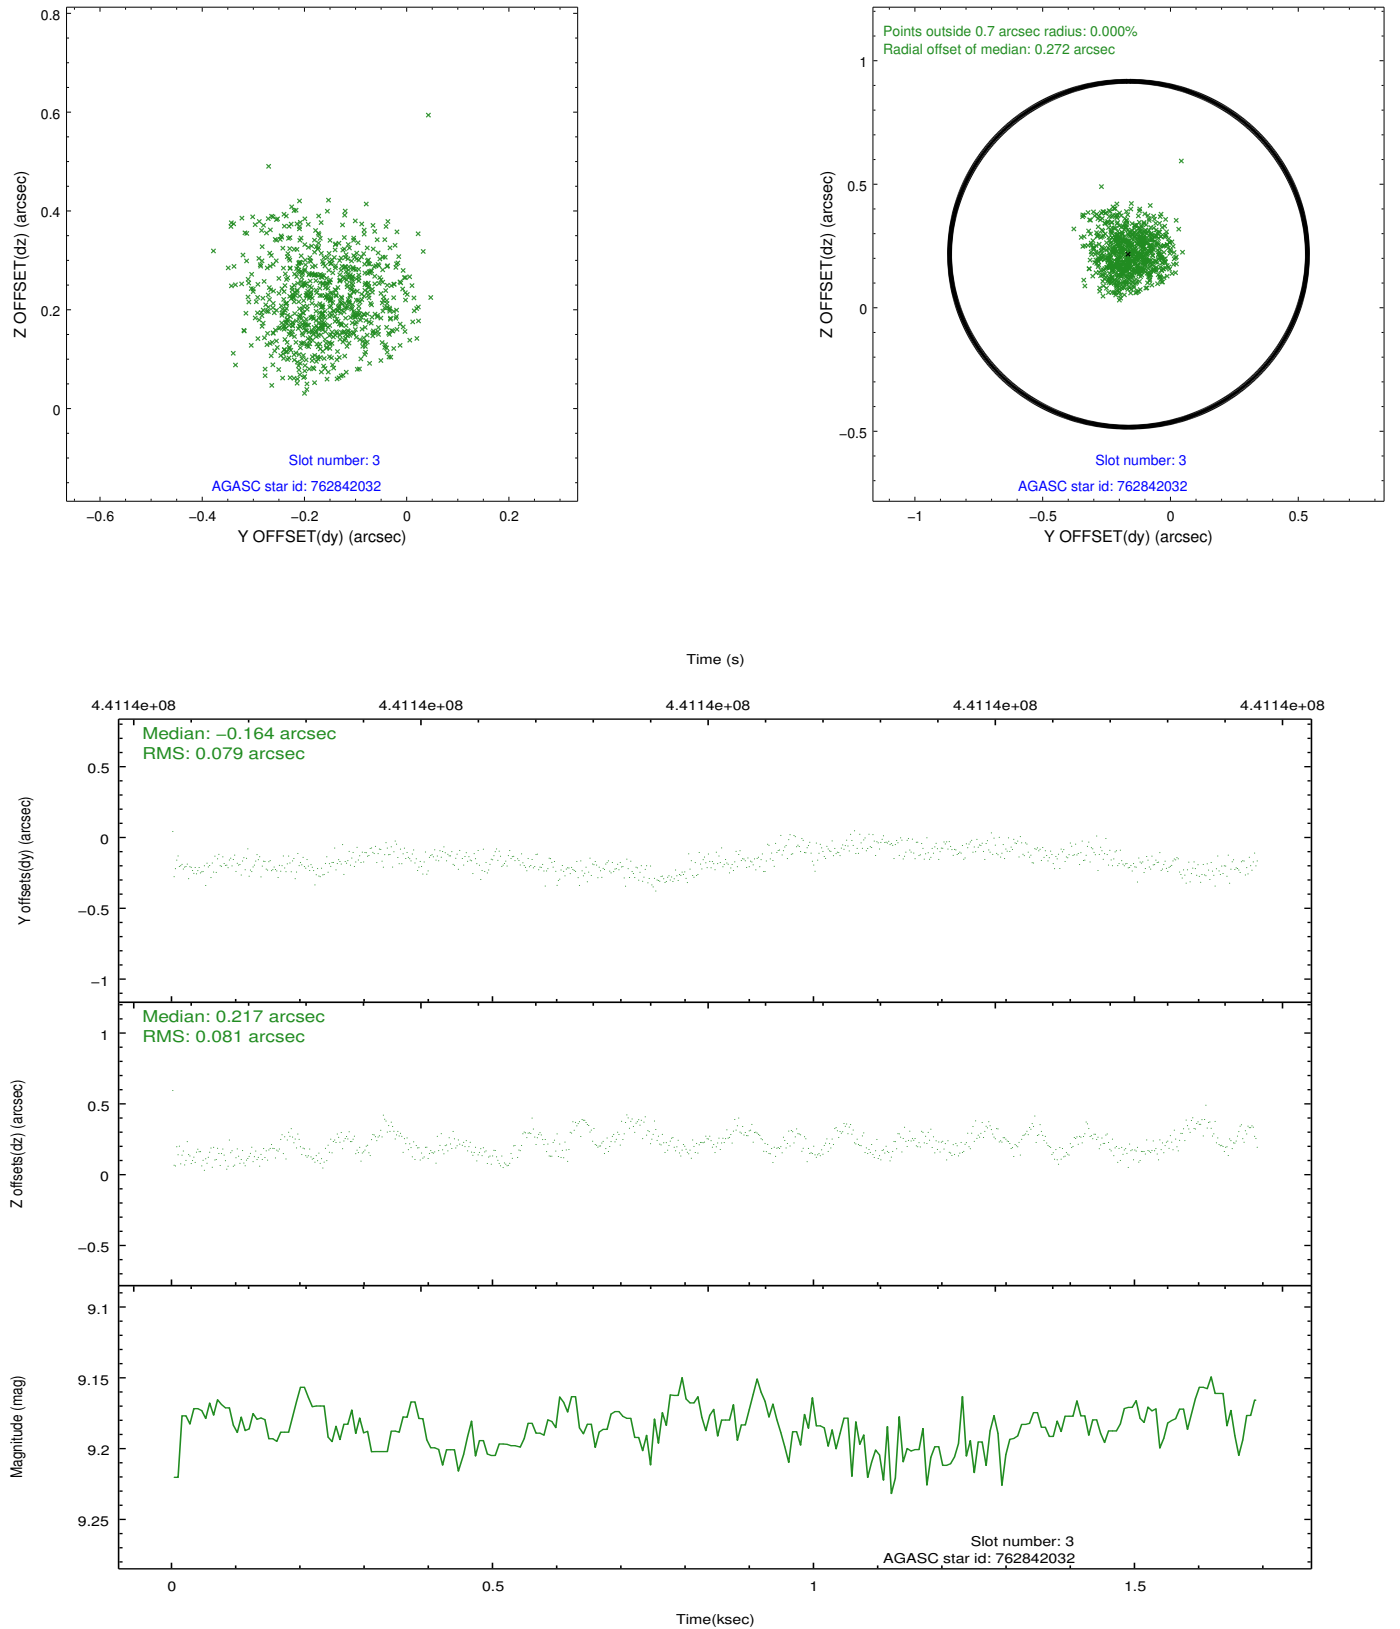 0.8
0.6
0.4
0.2
0
Z OFFSET(dz) (arcsec)
Slot number: 3
AGASC star id: 762842032
−0.6 −0.4 −0.2 0 0.2
Y OFFSET(dy) (arcsec)
Points outside 0.7 arcsec radius: 0.000%
Radial offset of median: 0.272 arcsec
1
0.5
0
−0.5
Z OFFSET(dz) (arcsec)
Slot number: 3
AGASC star id: 762842032
−1 −0.5 0 0.5
Y OFFSET(dy) (arcsec)
Time (s)
4.4114e+08 4.4114e+08 4.4114e+08 4.4114e+08 4.4114e+08
Median: −0.164 arcsec
RMS: 0.079 arcsec
0.5
0
−0.5
−1
Y offsets(dy) (arcsec)
Median: 0.217 arcsec
RMS: 0.081 arcsec
1
0.5
0
−0.5
Z offsets(dz) (arcsec)
9.1
9.15
9.2
9.25
Magnitude (mag)
Slot number: 3
AGASC star id: 762842032
0 0.5 1 1.5
Time(ksec)